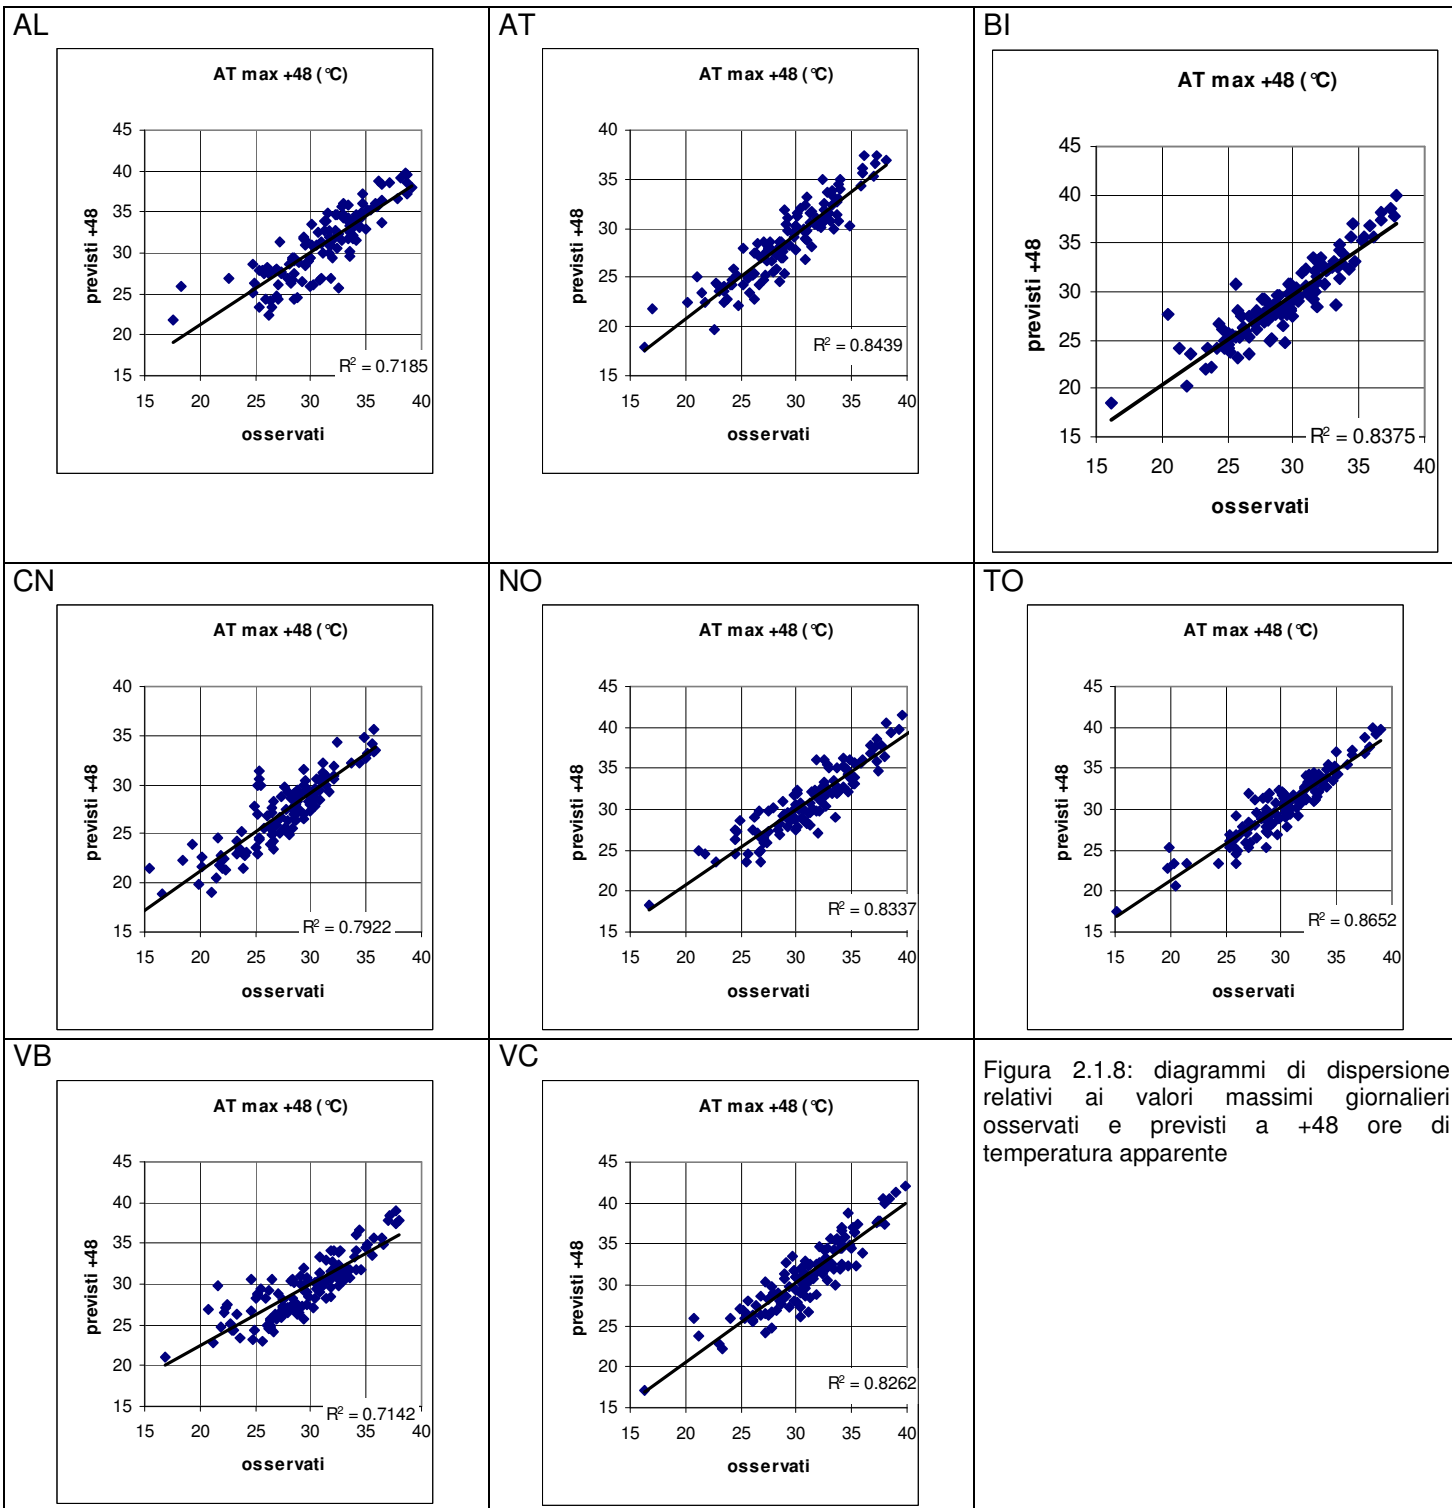 AL
AT max +48 (°C)
previsti +48
45
40
35
30
25
20
15
R² = 0.7185
15 20 25 30 35 40
osservati
AT
AT max +48 (°C)
previsti +48
40
35
30
25
20
15
R² = 0.8439
15 20 25 30 35 40
osservati
BI
AT max +48 (°C)
previsti +48
45
40
35
30
25
20
15
R² = 0.8375
15 20 25 30 35 40
osservati
CN
AT max +48 (°C)
previsti +48
40
35
30
25
20
15
R² = 0.7922
15 20 25 30 35 40
osservati
NO
AT max +48 (°C)
previsti +48
45
40
35
30
25
20
15
R² = 0.8337
15 20 25 30 35 40
osservati
TO
AT max +48 (°C)
previsti +48
45
40
35
30
25
20
15
R² = 0.8652
15 20 25 30 35 40
osservati
VB
AT max +48 (°C)
previsti +48
45
40
35
30
25
20
15
R² = 0.7142
15 20 25 30 35 40
osservati
VC
AT max +48 (°C)
previsti +48
45
40
35
30
25
20
15
R² = 0.8262
15 20 25 30 35 40
osservati
Figura 2.1.8: diagrammi di dispersione
relativi ai valori massimi giornalieri
osservati e previsti a +48 ore di
temperatura apparente